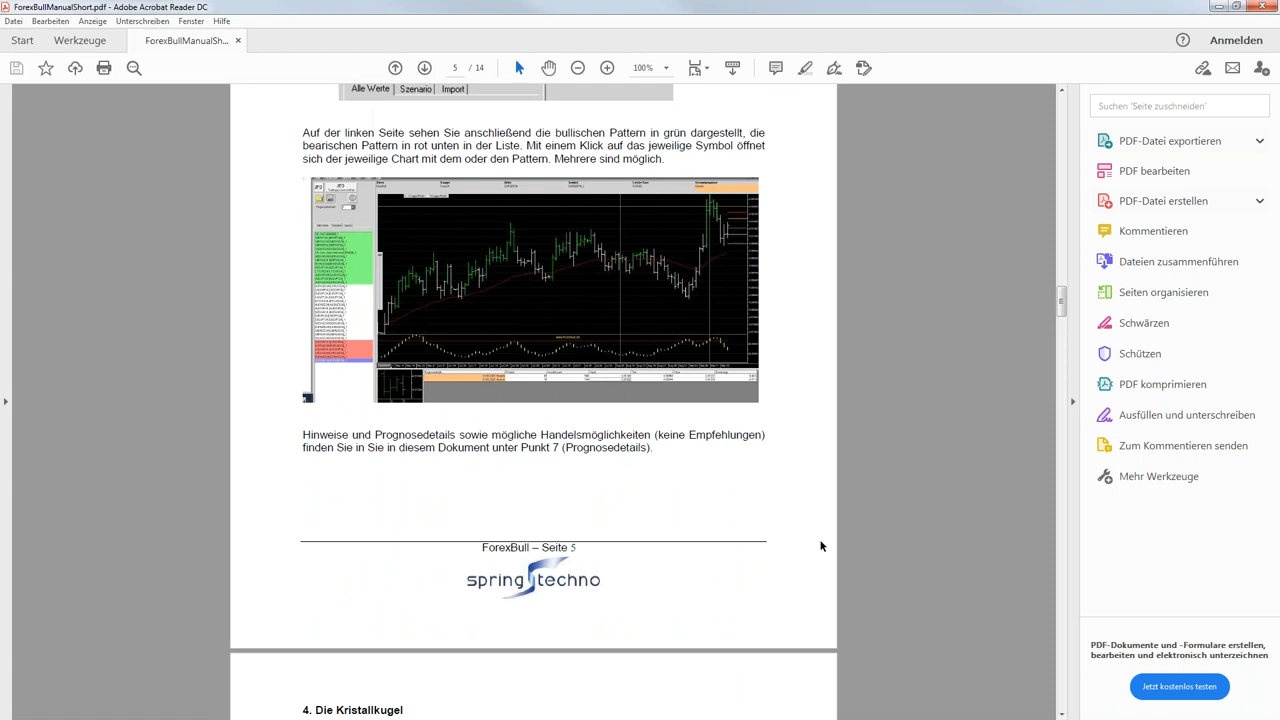 ForexBullManualShort.pdf - Adobe Acrobat Reader DC
Datei Bearbeiten Anzeige Unterschreiben Fenster Hilfe
Start Werkzeuge ForexBullManualSh... × Anmelden
5 / 14 100%
Alle Werte Szenario Import
Auf der linken Seite sehen Sie anschließend die bullischen Pattern in grün dargestellt, die
bearischen Pattern in rot unten in der Liste. Mit einem Klick auf das jeweilige Symbol öffnet
sich der jeweilige Chart mit dem oder den Pattern. Mehrere sind möglich.
Hinweise und Prognosedetails sowie mögliche Handelsmöglichkeiten (keine Empfehlungen)
finden Sie in Sie in diesem Dokument unter Punkt 7 (Prognosedetails).
ForexBull – Seite 5
spring techno
4. Die Kristallkugel
Suchen 'Seite zuschneiden'
PDF-Datei exportieren
PDF bearbeiten
PDF-Datei erstellen
Kommentieren
Dateien zusammenführen
Seiten organisieren
Schwärzen
Schützen
PDF komprimieren
Ausfüllen und unterschreiben
Zum Kommentieren senden
Mehr Werkzeuge
PDF-Dokumente und -Formulare erstellen,
bearbeiten und elektronisch unterzeichnen
Jetzt kostenlos testen